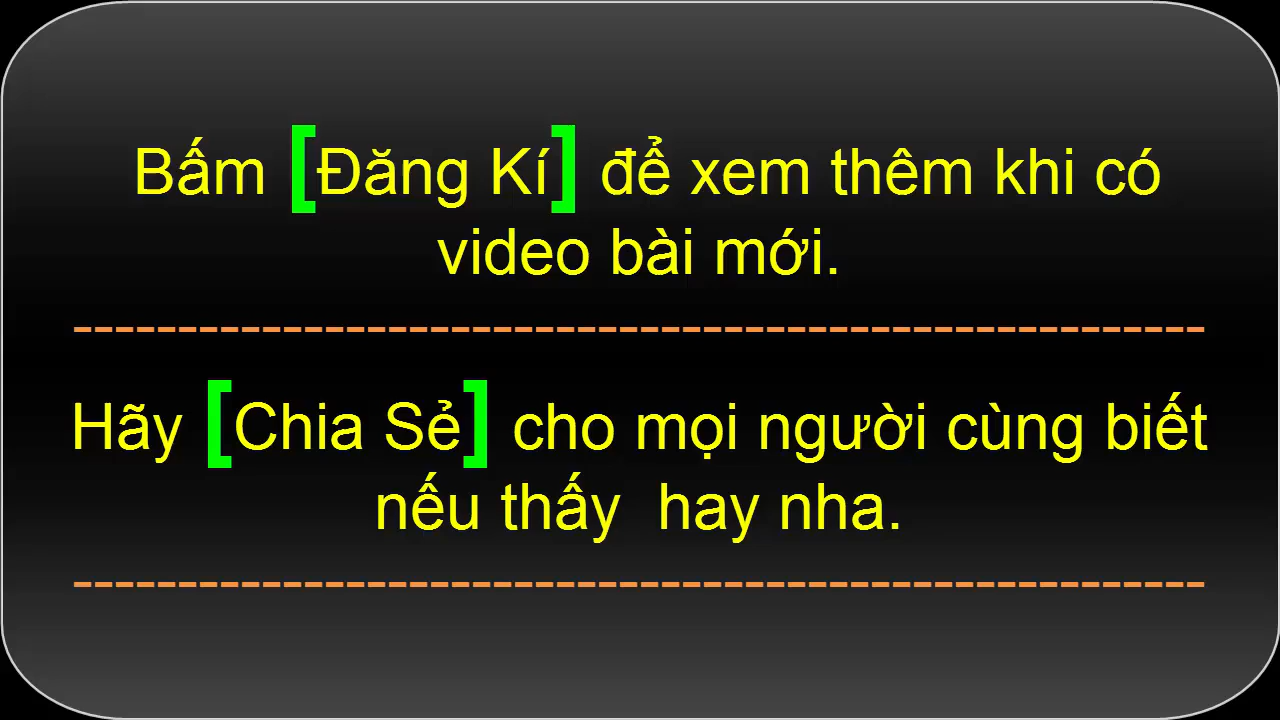 Bấm [Đăng Kí] để xem thêm khi có
video bài mới.
------------------------------------------------------
Hãy [Chia Sẻ] cho mọi người cùng biết
nếu thấy  hay nha.
------------------------------------------------------